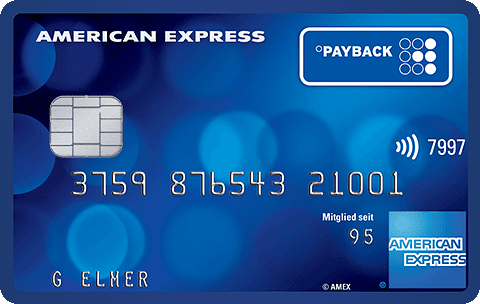 AMERICAN EXPRESS
°PAYBACK
7997
3759 876543 21001
Mitglied seit
95
AMERICAN EXPRESS
G ELMER
© AMEX ®